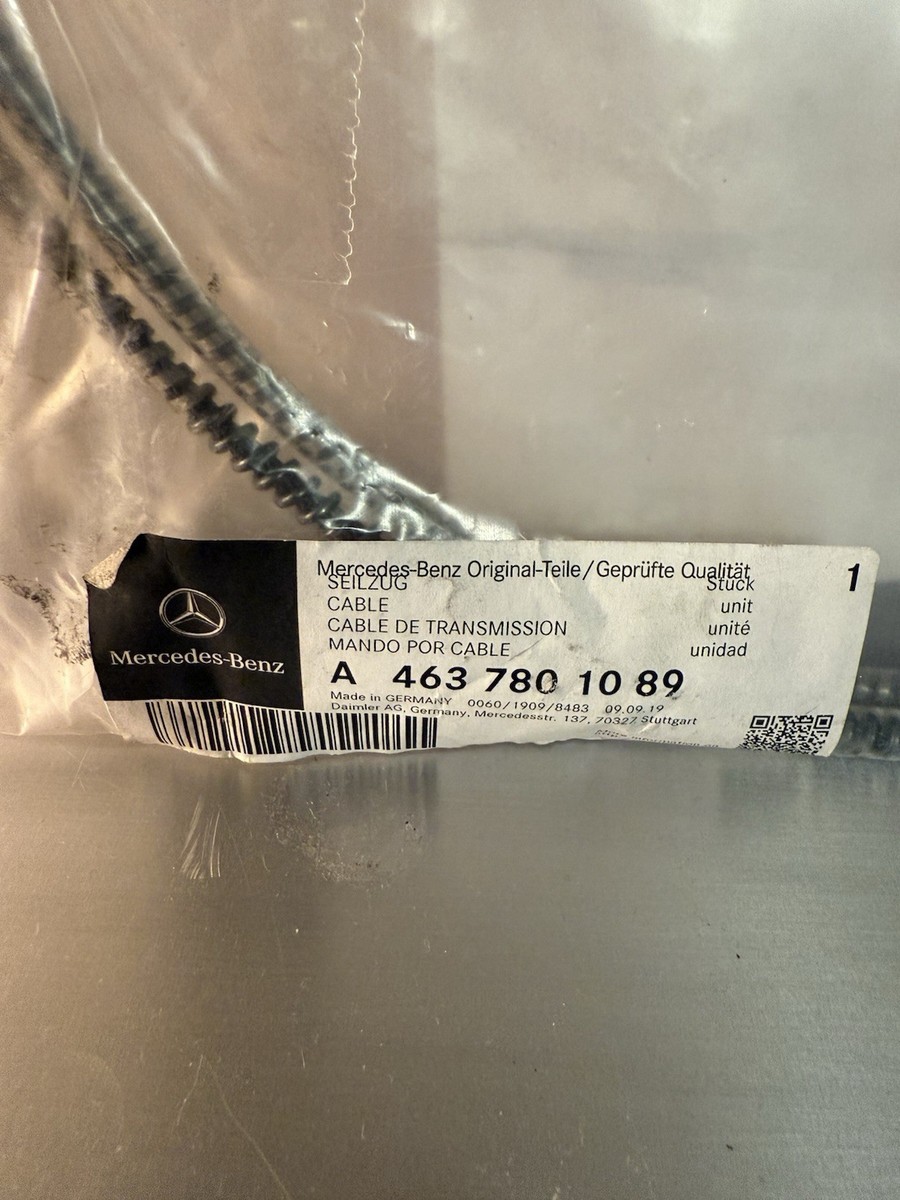 Mercedes-Benz
Mercedes-Benz Original-Teile/Geprüfte Qualität 1
SEILZUG Stück
CABLE unit
CABLE DE TRANSMISSION unité
MANDO POR CABLE unidad
A 463 780 10 89
Made in GERMANY 0060/1909/8483 09.09.19
Daimler AG, Germany, Mercedesstr. 137, 70327 Stuttgart